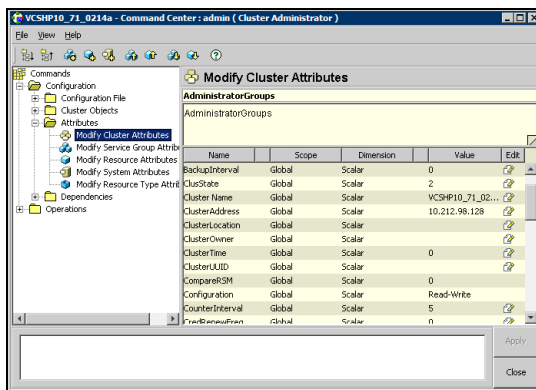 VCSHP10_71_0214a - Command Center : admin ( Cluster Administrator )
File View Help
Commands
Configuration
Configuration File
Cluster Objects
Attributes
Modify Cluster Attributes
Modify Service Group Attrib
Modify Resource Attributes
Modify System Attributes
Modify Resource Type Attrib
Dependencies
Operations
Modify Cluster Attributes
AdministratorGroups
AdministratorGroups
Name Scope Dimension Value Edit
BackupInterval Global Scalar 0
ClusState Global Scalar 2
Cluster Name Global Scalar VCSHP10_71_02...
ClusterAddress Global Scalar 10.212.98.128
ClusterLocation Global Scalar
ClusterOwner Global Scalar
ClusterTime Global Scalar 0
ClusterUUID Global Scalar
CompareRSM Global Scalar 0
Configuration Global Scalar Read-Write
CounterInterval Global Scalar 5
CredRenewFreq Global Scalar 0
Apply
Close